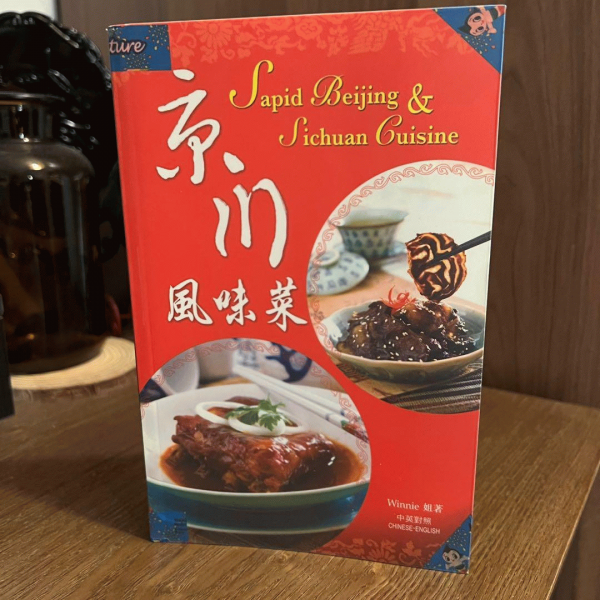 ture
Sapid Beijing &
Sichuan Cuisine
京川
風味菜
Winnie 姐著
中英對照
CHINESE-ENGLISH